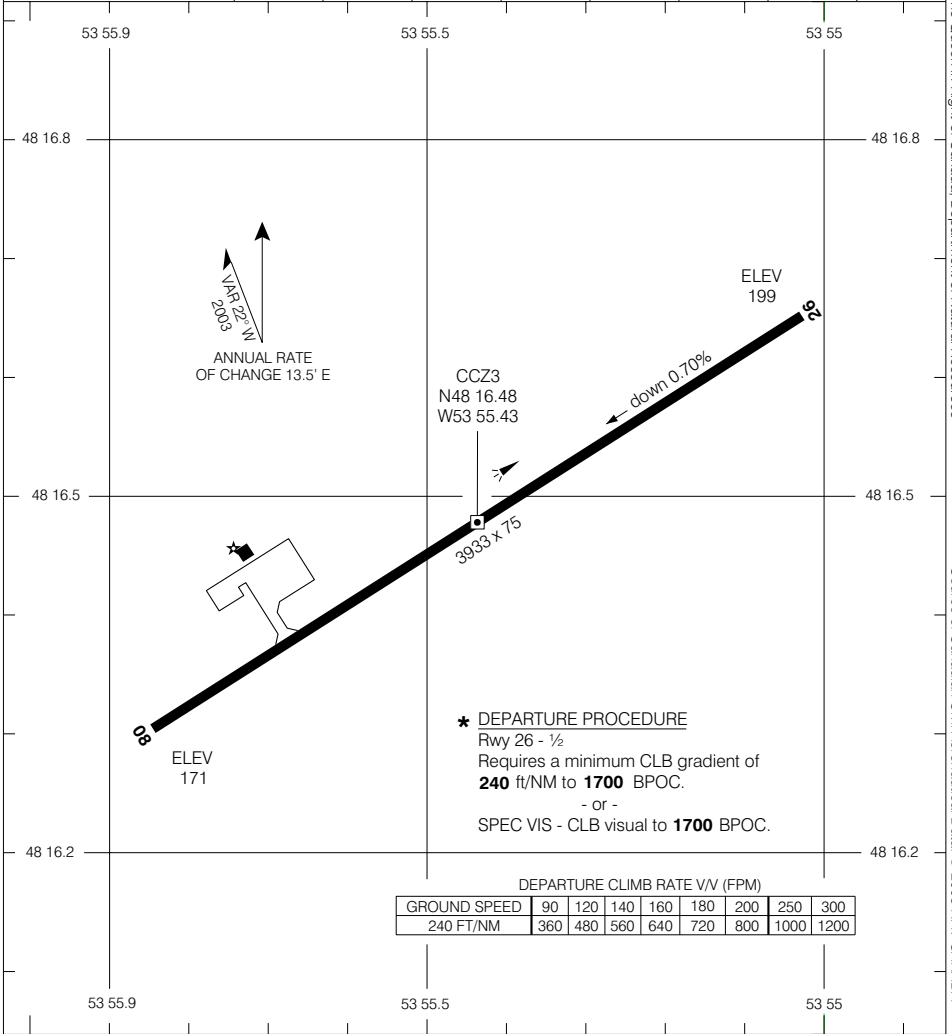 53 55.9 53 55.5 53 55
48 16.8 48 16.8
VAR 22° W
2003
ANNUAL RATE
OF CHANGE 13.5' E
ELEV
199
26
down 0.70%
CCZ3
N48 16.48
W53 55.43
48 16.5 48 16.5
3933 x 75
08
ELEV
171
* DEPARTURE PROCEDURE
Rwy 26 - ½
Requires a minimum CLB gradient of
240 ft/NM to 1700 BPOC.
- or -
SPEC VIS - CLB visual to 1700 BPOC.
48 16.2 48 16.2
DEPARTURE CLIMB RATE V/V (FPM)
GROUND SPEED 90 120 140 160 180 200 250 300
240 FT/NM 360 480 560 640 720 800 1000 1200
53 55.9 53 55.5 53 55